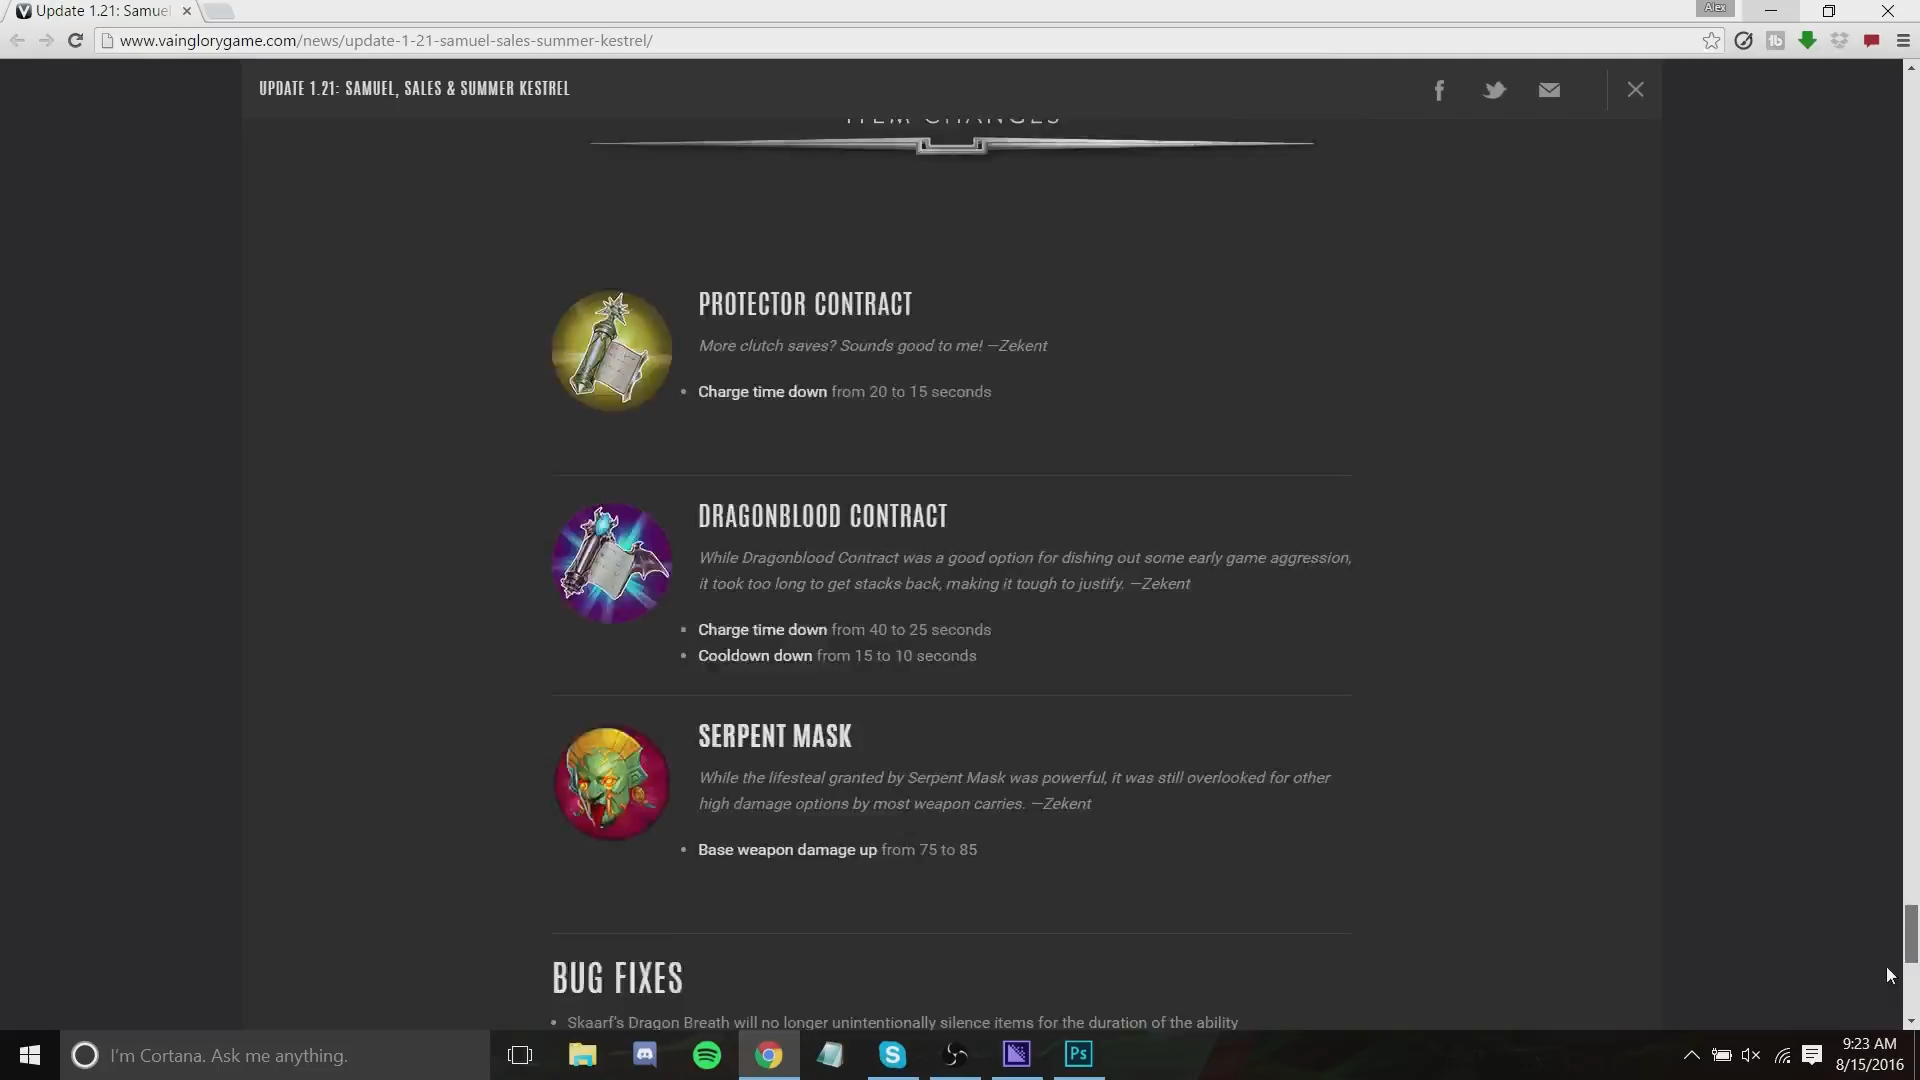 Update 1.21: Samuel
Alex
www.vainglorygame.com/news/update-1-21-samuel-sales-summer-kestrel/
UPDATE 1.21: SAMUEL, SALES & SUMMER KESTREL
ITEM CHANGES
PROTECTOR CONTRACT
More clutch saves? Sounds good to me! —Zekent
• Charge time down from 20 to 15 seconds
DRAGONBLOOD CONTRACT
While Dragonblood Contract was a good option for dishing out some early game aggression,
it took too long to get stacks back, making it tough to justify. —Zekent
• Charge time down from 40 to 25 seconds
• Cooldown down from 15 to 10 seconds
SERPENT MASK
While the lifesteal granted by Serpent Mask was powerful, it was still overlooked for other
high damage options by most weapon carries. —Zekent
• Base weapon damage up from 75 to 85
BUG FIXES
• Skaarf's Dragon Breath will no longer unintentionally silence items for the duration of the ability
I'm Cortana. Ask me anything.
Ps
9:23 AM
8/15/2016